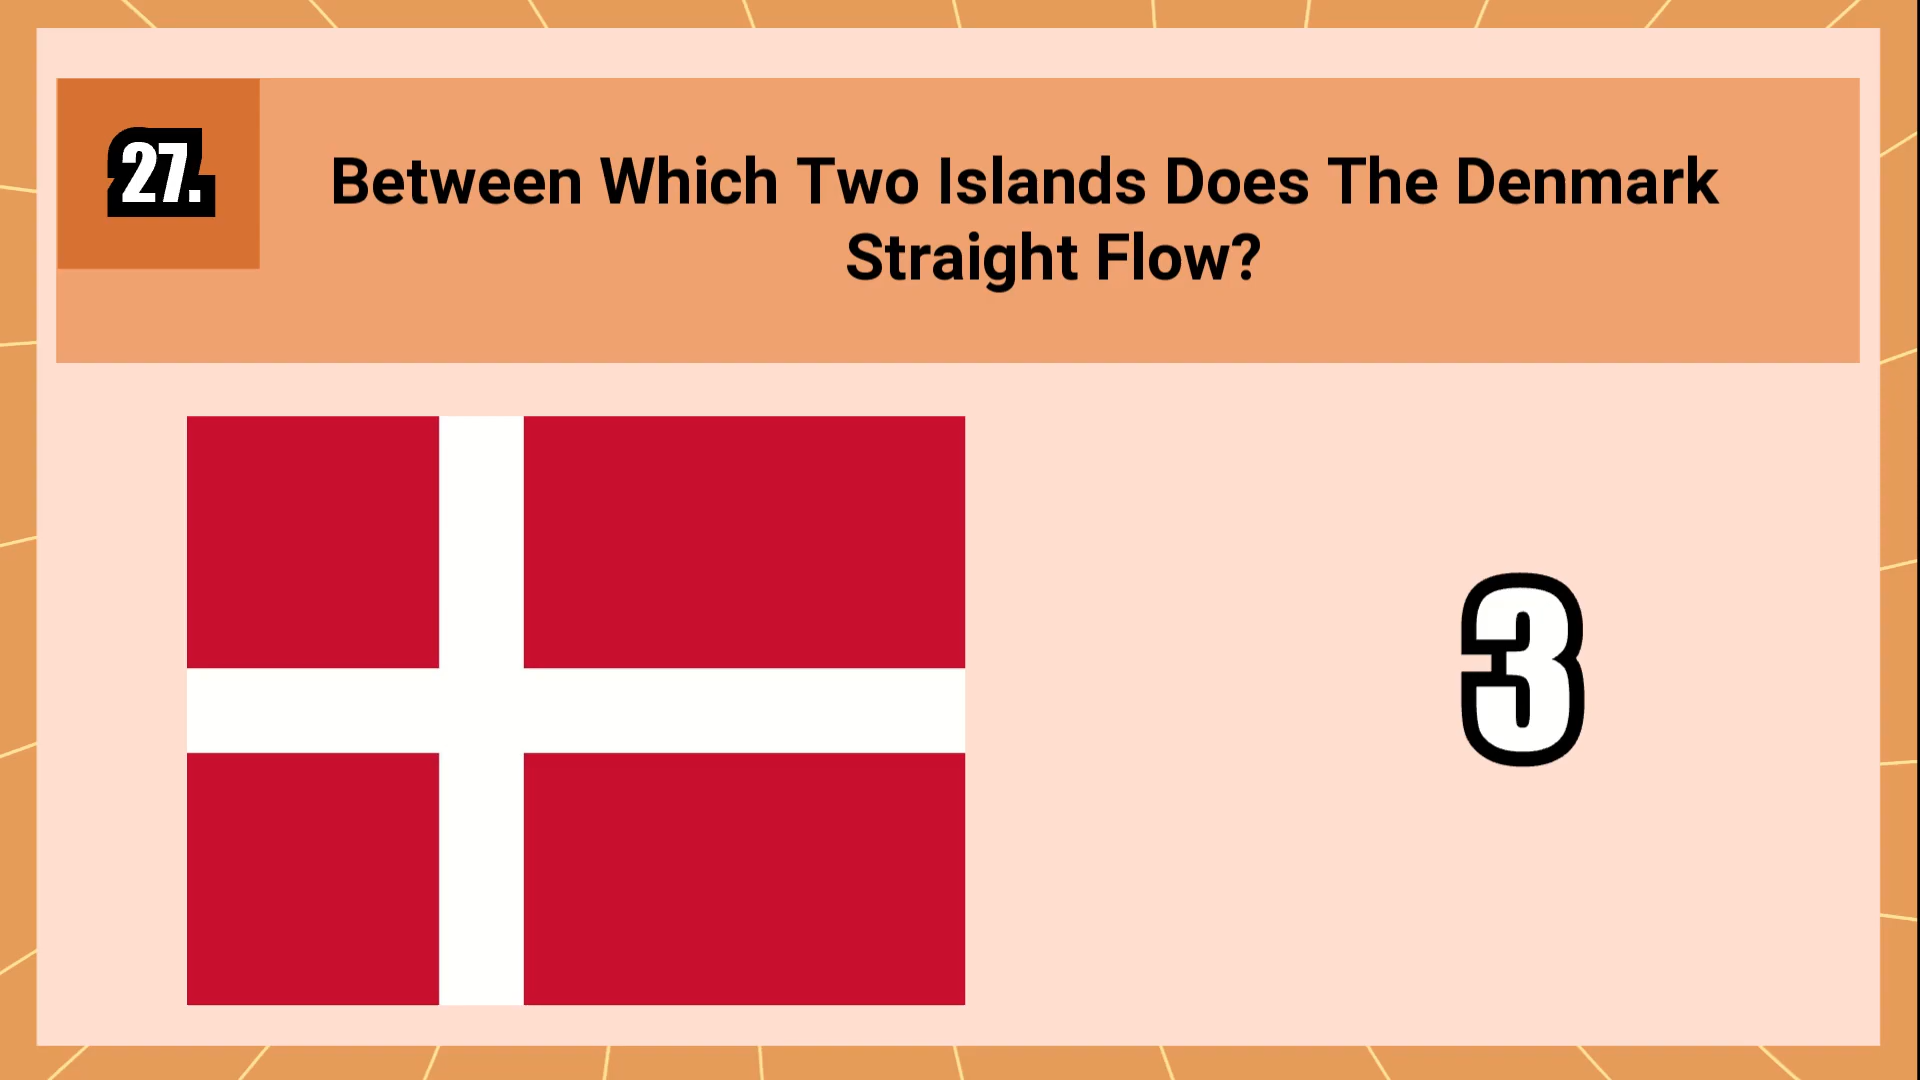 27.
Between Which Two Islands Does The Denmark
Straight Flow?
3